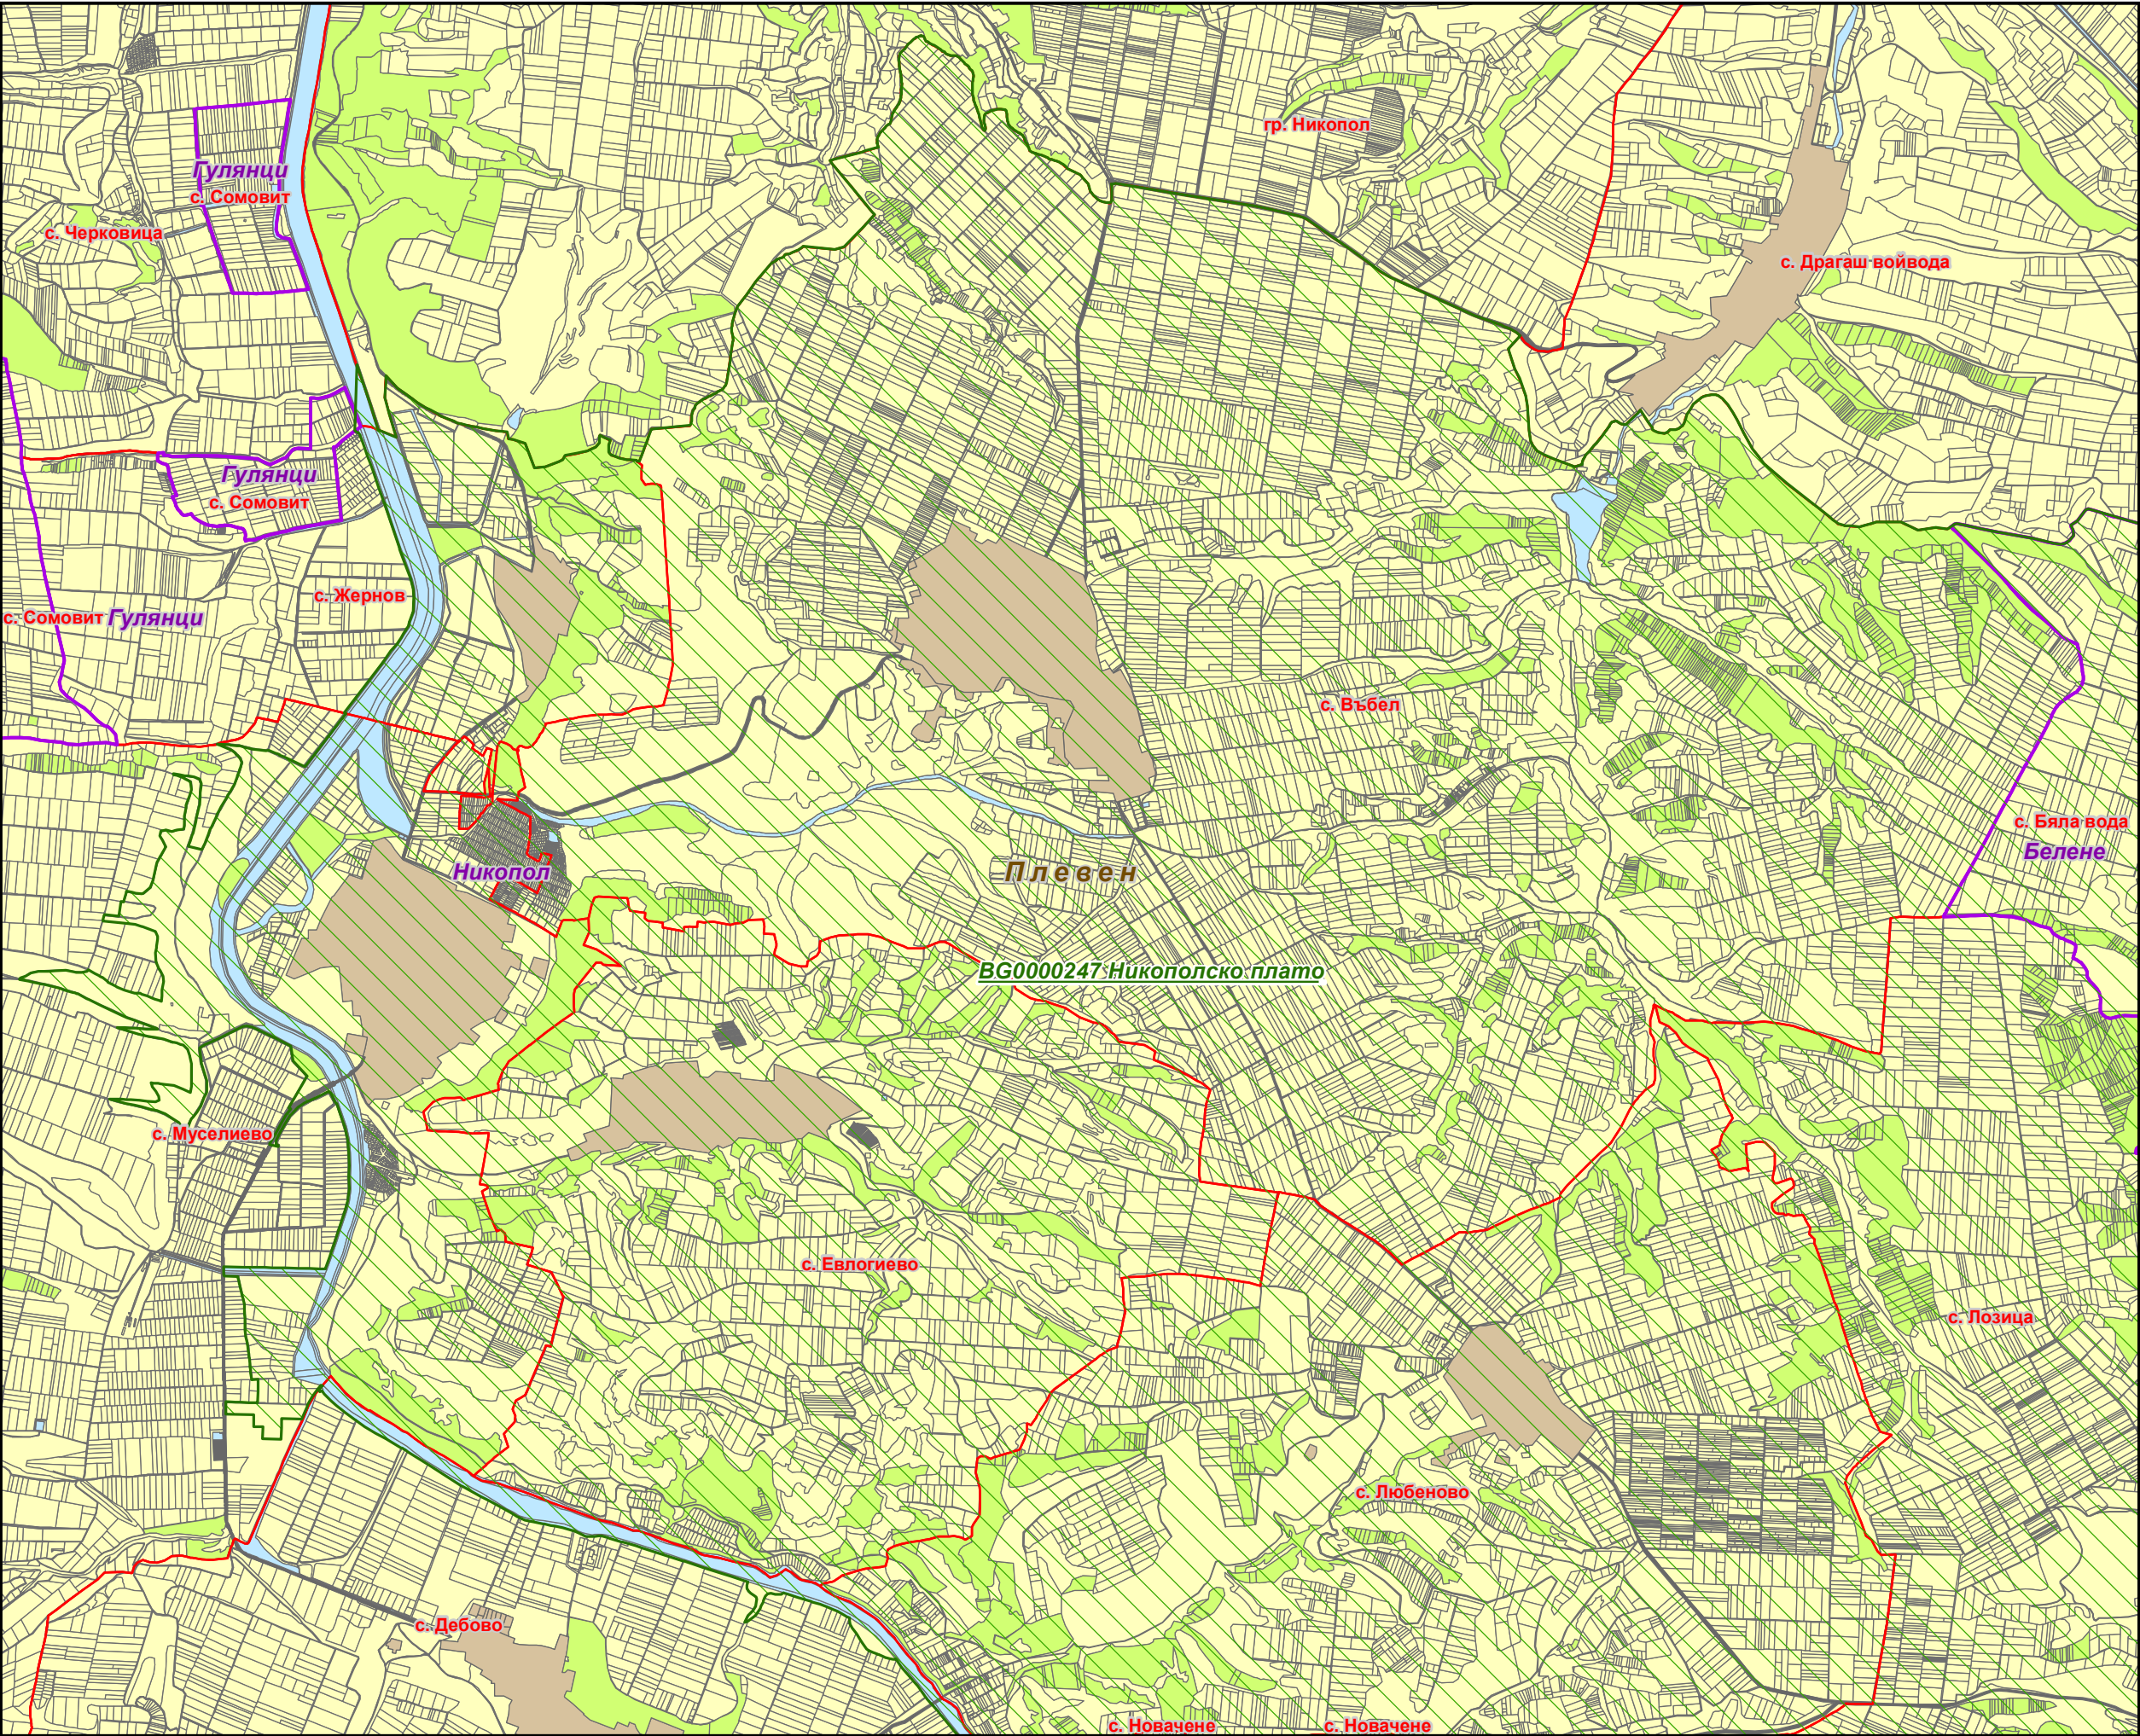 гр. Никопол
Гулянци
с. Сомовит
с. Черковица
с. Драгаш войвода
Гулянци
с. Сомовит
с. Жернов
с. Сомовит Гулянци
с. Въбел
с. Бяла вода
Белене
Никопол
Плевен
BG0000247 Никополско плато
с. Муселиево
с. Евлогиево
с. Лозица
с. Любеново
с. Дебово
с. Новачене
с. Новачене